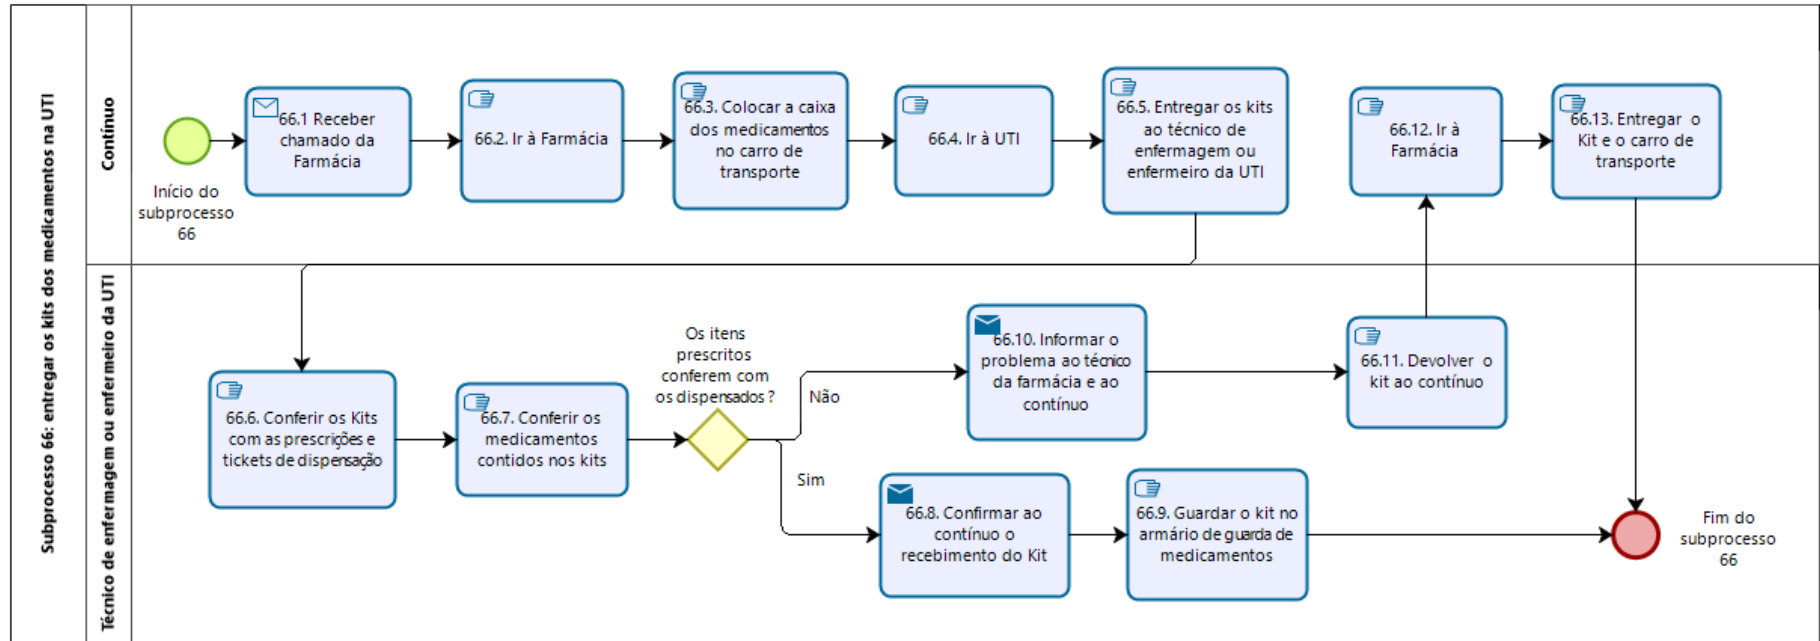 Subprocesso 66: entregar os kits dos medicamentos na UTI
Contínuo
Início do
subprocesso
66
66.1 Receber
chamado da
Farmácia
66.2. Ir à Farmácia
66.3. Colocar a caixa
dos medicamentos
no carro de
transporte
66.4. Ir à UTI
66.5. Entregar os kits
ao técnico de
enfermagem ou
enfermeiro da UTI
66.12. Ir à
Farmácia
66.13. Entregar o
Kit e o carro de
transporte
Técnico de enfermagem ou enfermeiro da UTI
66.6. Conferir os Kits
com as prescrições e
tickets de dispensação
66.7. Conferir os
medicamentos
contidos nos kits
Os itens
prescritos
conferem com
os dispensados ?
Não
66.10. Informar o
problema ao técnico
da farmácia e ao
contínuo
66.11. Devolver o
kit ao contínuo
Sim
66.8. Confirmar ao
contínuo o
recebimento do Kit
66.9. Guardar o kit no
armário de guarda de
medicamentos
Fim do
subprocesso
66